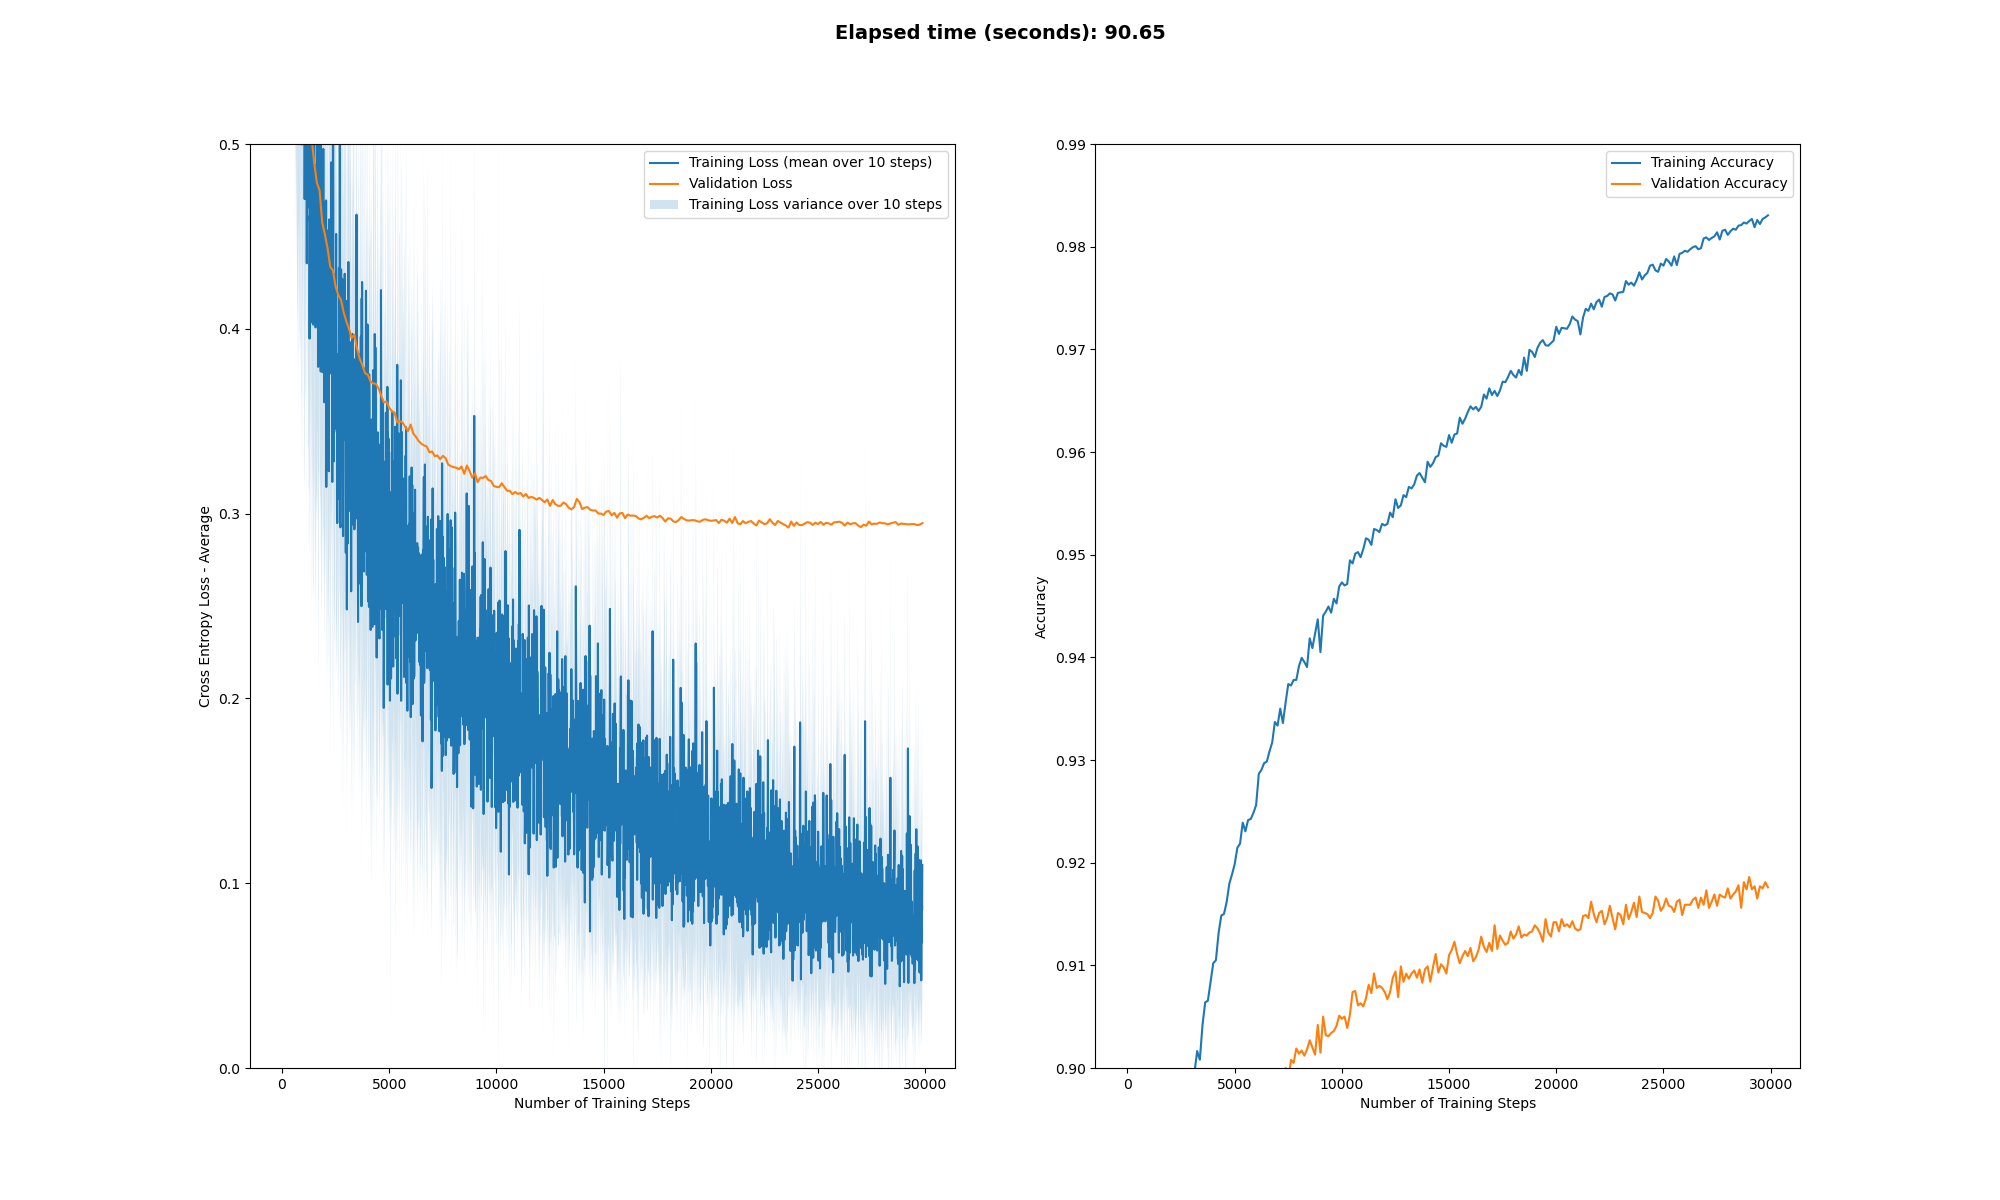 Elapsed time (seconds): 90.65
Cross Entropy Loss - Average
0.5
0.4
0.3
0.2
0.1
0.0
Training Loss (mean over 10 steps)
Validation Loss
Training Loss variance over 10 steps
0 5000 10000 15000 20000 25000 30000
Number of Training Steps
Accuracy
0.99
0.98
0.97
0.96
0.95
0.94
0.93
0.92
0.91
0.90
Training Accuracy
Validation Accuracy
0 5000 10000 15000 20000 25000 30000
Number of Training Steps